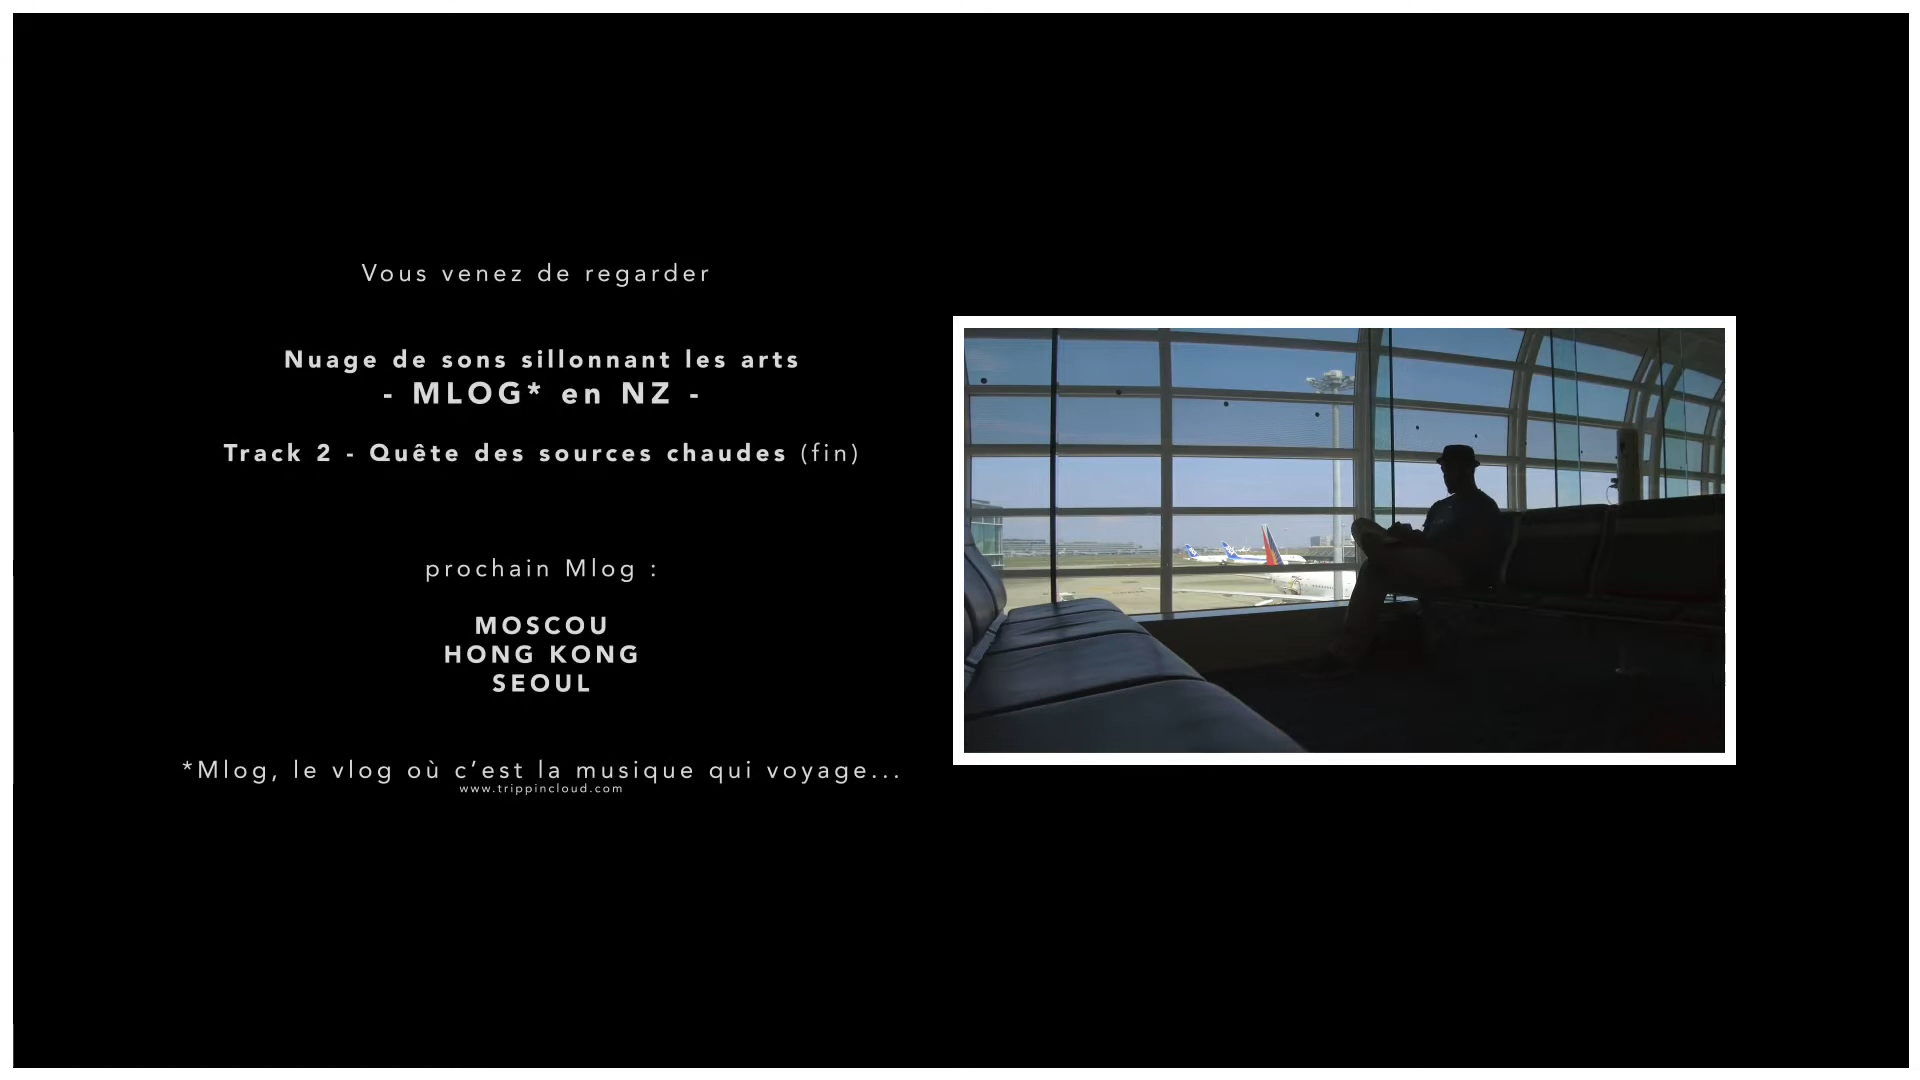 Vous venez de regarder
Nuage de sons sillonnant les arts
- MLOG* en NZ -
Track 2 - Quête des sources chaudes (fin)
prochain Mlog :
MOSCOU
HONG KONG
SEOUL
*Mlog, le vlog où c’est la musique qui voyage...
www.trippincloud.com